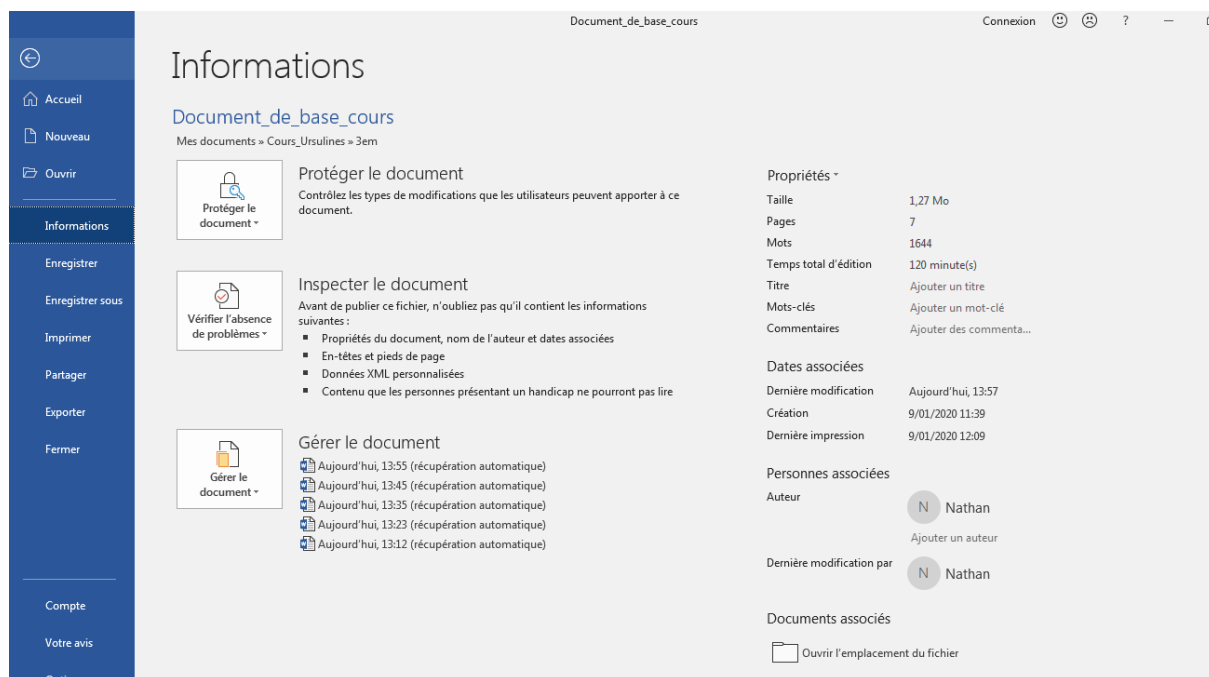 Document_de_base_cours
Connexion
?
Informations
Accueil
Nouveau
Ouvrir
Informations
Enregistrer
Enregistrer sous
Imprimer
Partager
Exporter
Fermer
Compte
Votre avis
Document_de_base_cours
Mes documents » Cours_Ursulines » 3em
Protéger le
document
Protéger le document
Contrôlez les types de modifications que les utilisateurs peuvent apporter à ce
document.
Vérifier l'absence
de problèmes
Inspecter le document
Avant de publier ce fichier, n'oubliez pas qu'il contient les informations
suivantes :
Propriétés du document, nom de l'auteur et dates associées
En-têtes et pieds de page
Données XML personnalisées
Contenu que les personnes présentant un handicap ne pourront pas lire
Gérer le
document
Gérer le document
Aujourd'hui, 13:55 (récupération automatique)
Aujourd'hui, 13:45 (récupération automatique)
Aujourd'hui, 13:35 (récupération automatique)
Aujourd'hui, 13:23 (récupération automatique)
Aujourd'hui, 13:12 (récupération automatique)
Propriétés
Taille 1,27 Mo
Pages 7
Mots 1644
Temps total d'édition 120 minute(s)
Titre Ajouter un titre
Mots-clés Ajouter un mot-clé
Commentaires Ajouter des commenta...
Dates associées
Dernière modification Aujourd'hui, 13:57
Création 9/01/2020 11:39
Dernière impression 9/01/2020 12:09
Personnes associées
Auteur N Nathan
Ajouter un auteur
Dernière modification par N Nathan
Documents associés
Ouvrir l'emplacement du fichier